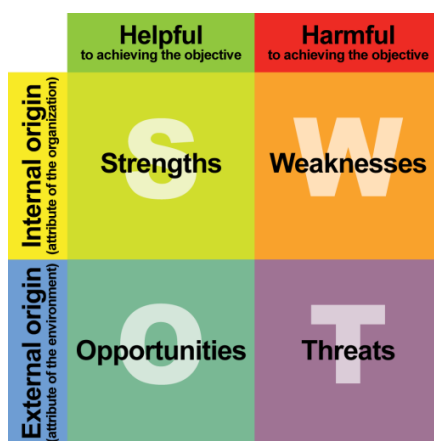 Helpful
to achieving the objective
Harmful
to achieving the objective
Internal origin
(attribute of the organization)
S
Strengths
W
Weaknesses
External origin
(attribute of the environment)
O
Opportunities
T
Threats